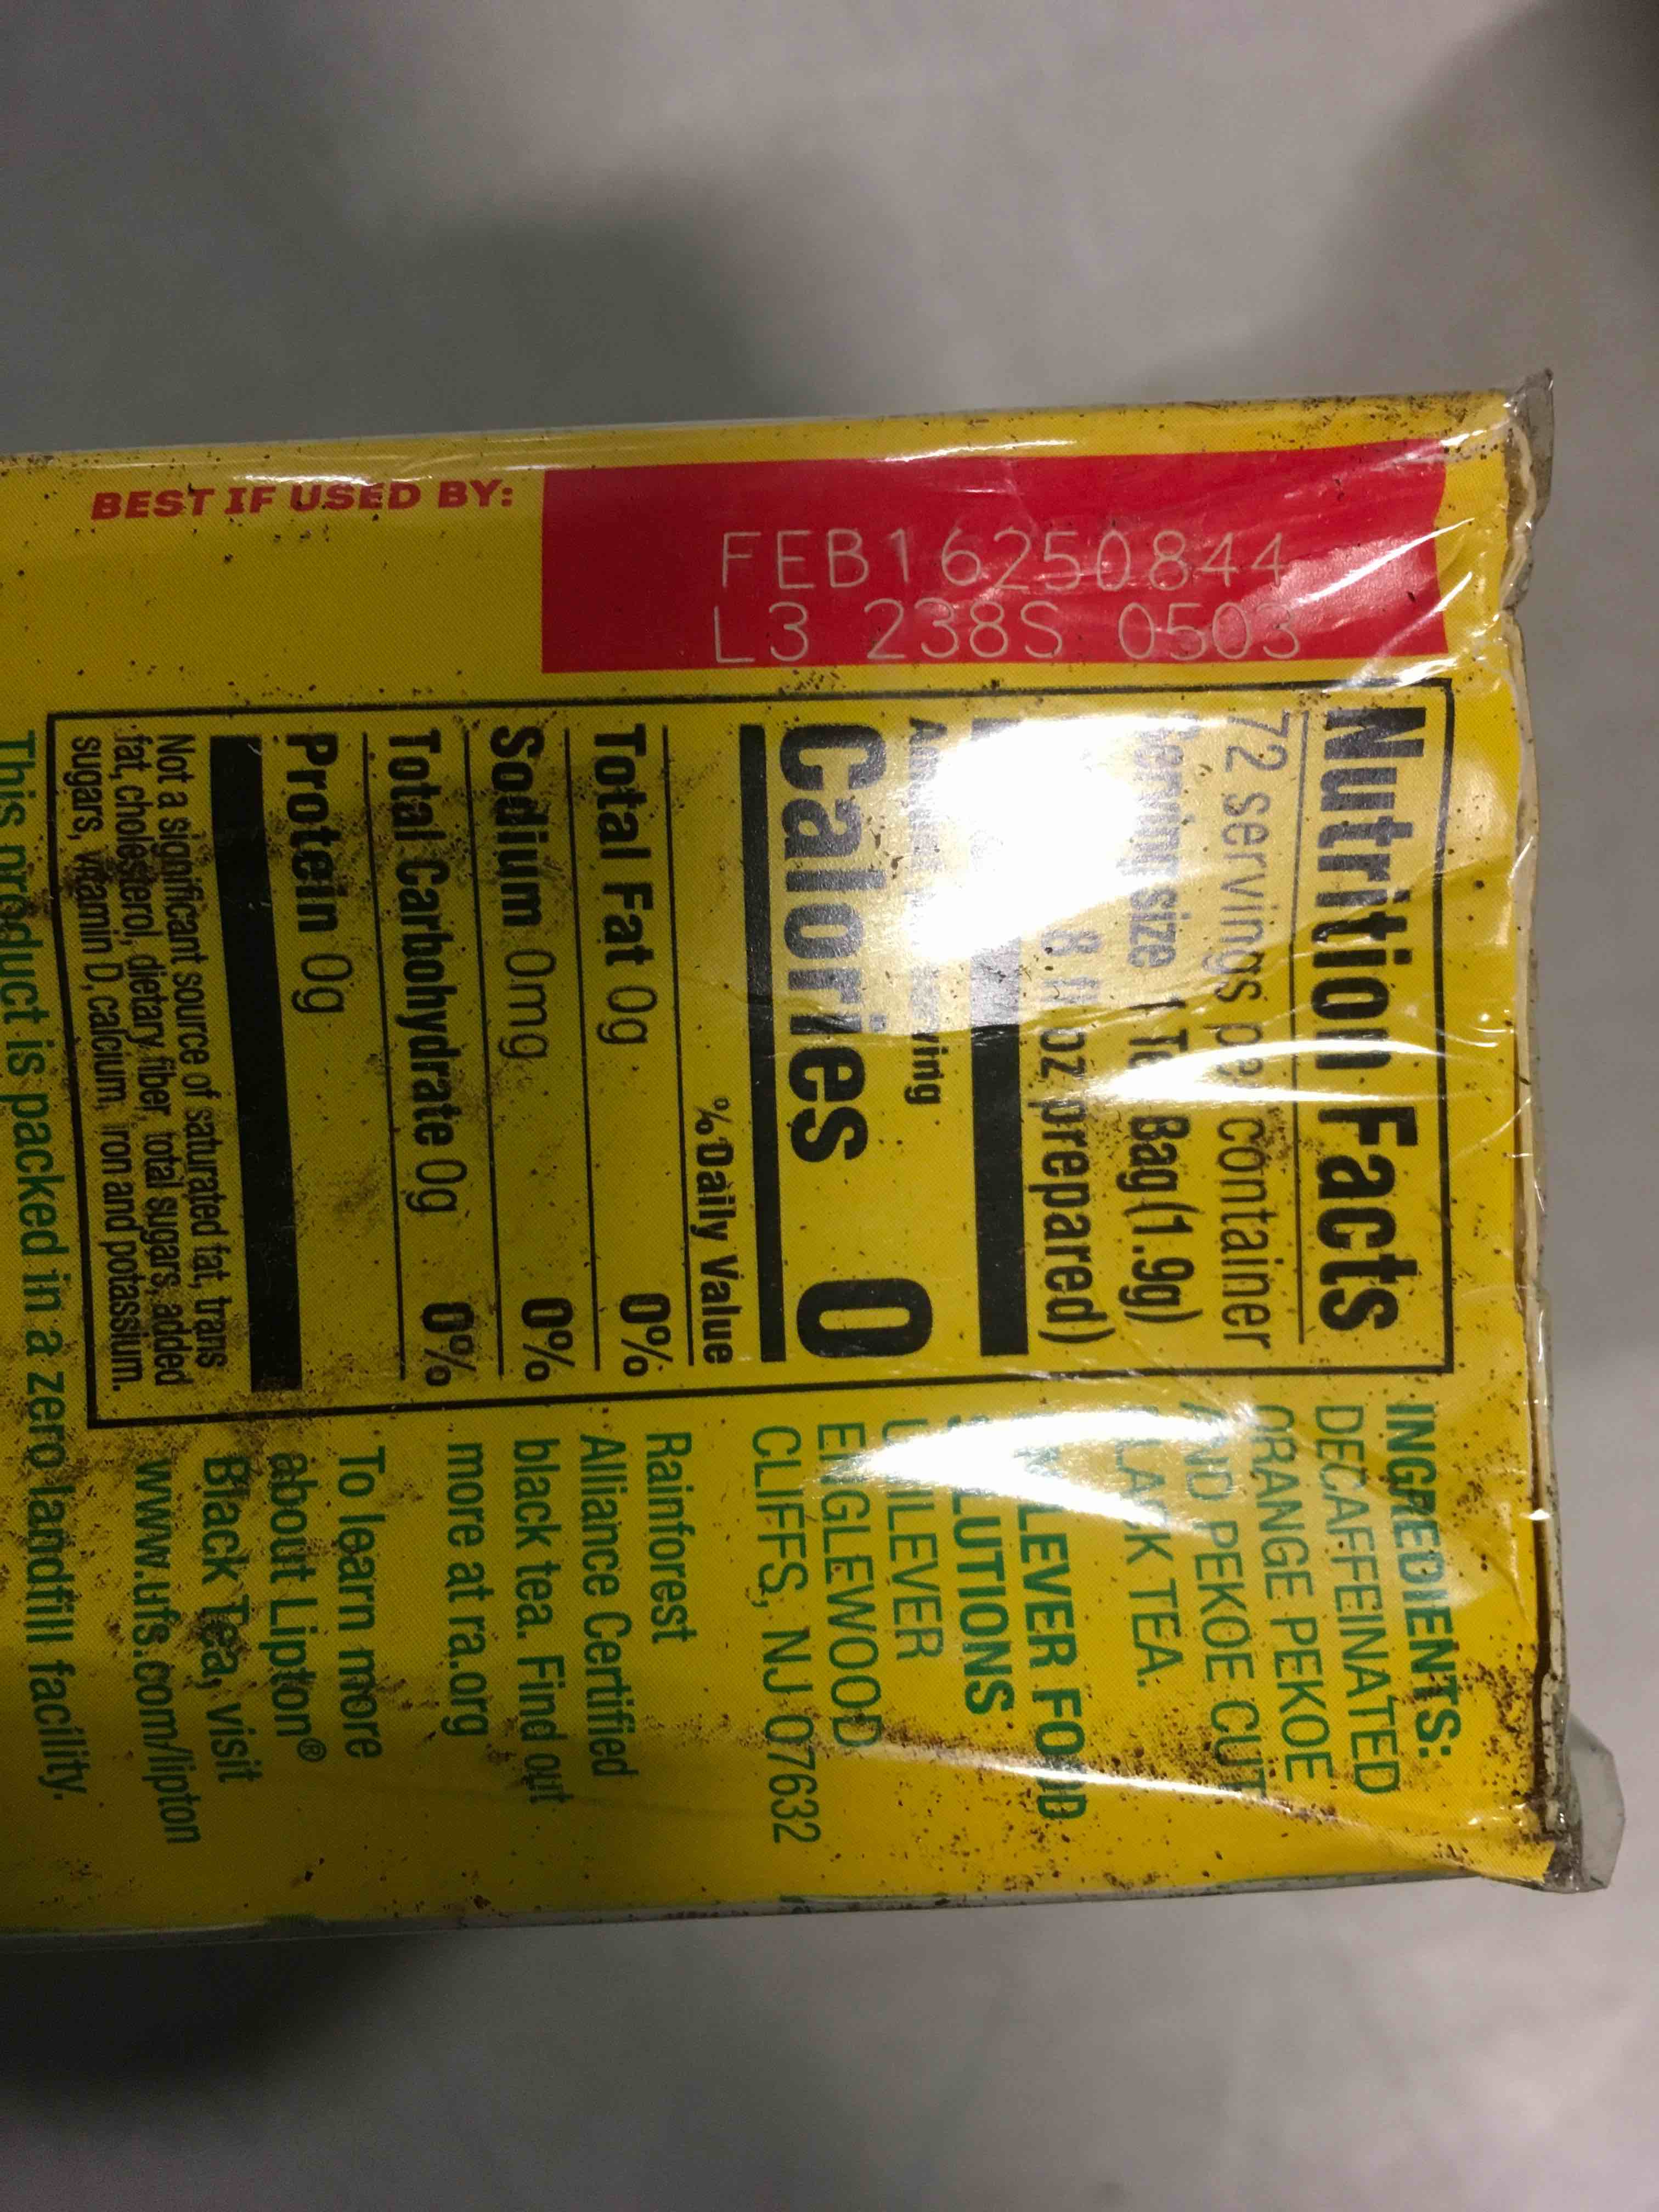 BEST IF USED BY:
FEB16250844
L3 238S 0503
Nutrition Facts
72 servings per container
size 1 Bag (1.9g)
8 fl oz prepared)
Calories 0
% Daily Value
Total Fat 0g 0%
Sodium 0mg 0%
Total Carbohydrate 0g 0%
Protein 0g
Not a significant source of saturated fat, trans
fat, cholesterol, dietary fiber, total sugars, added
sugars, vitamin D, calcium, iron and potassium.
INGREDIENTS:
DECAFFEINATED
ORANGE PEKOE
AND PEKOE CUT
BLACK TEA.
UNILEVER FOOD
SOLUTIONS
UNILEVER
ENGLEWOOD
CLIFFS, NJ 07632
Rainforest
Alliance Certified
black tea. Find out
more at ra.org
To learn more
about Lipton®
Black Tea, visit
www.ufs.com/lipton
This product is packed in a zero landfill facility.